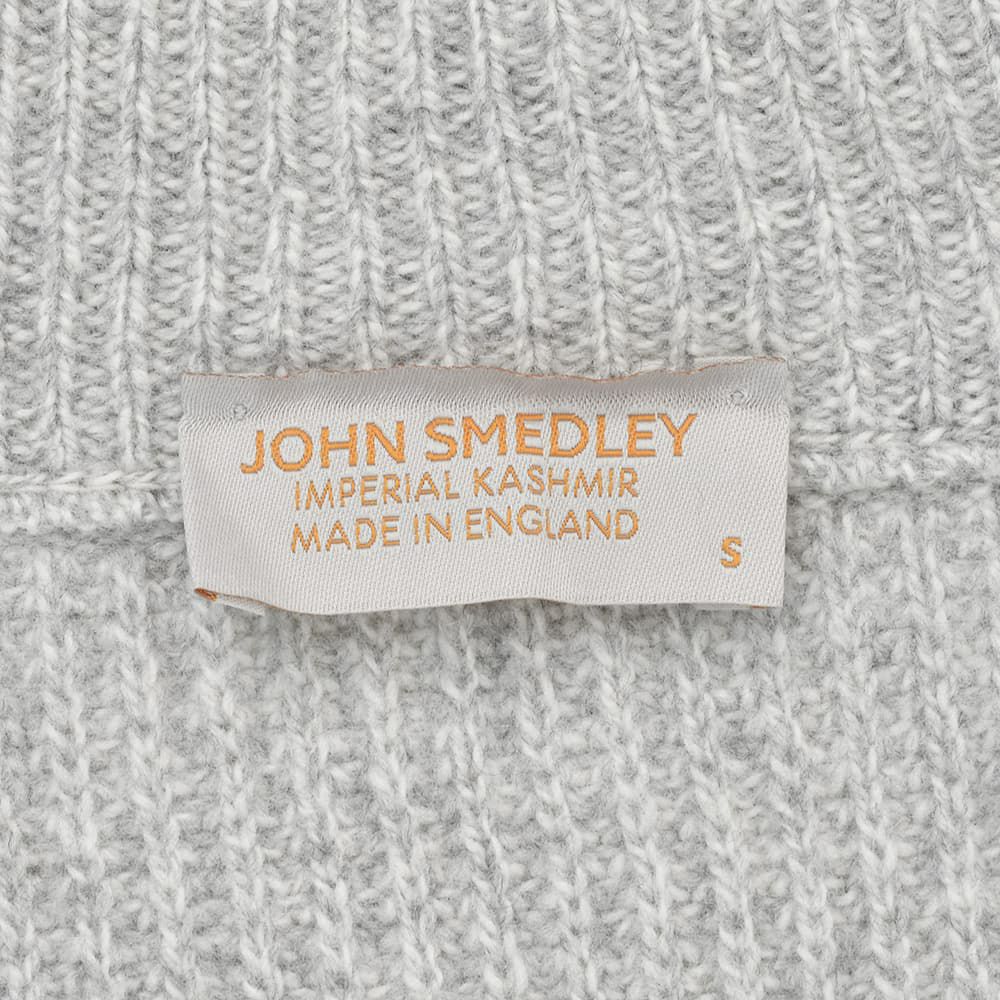 JOHN SMEDLEY
IMPERIAL KASHMIR
MADE IN ENGLAND
S